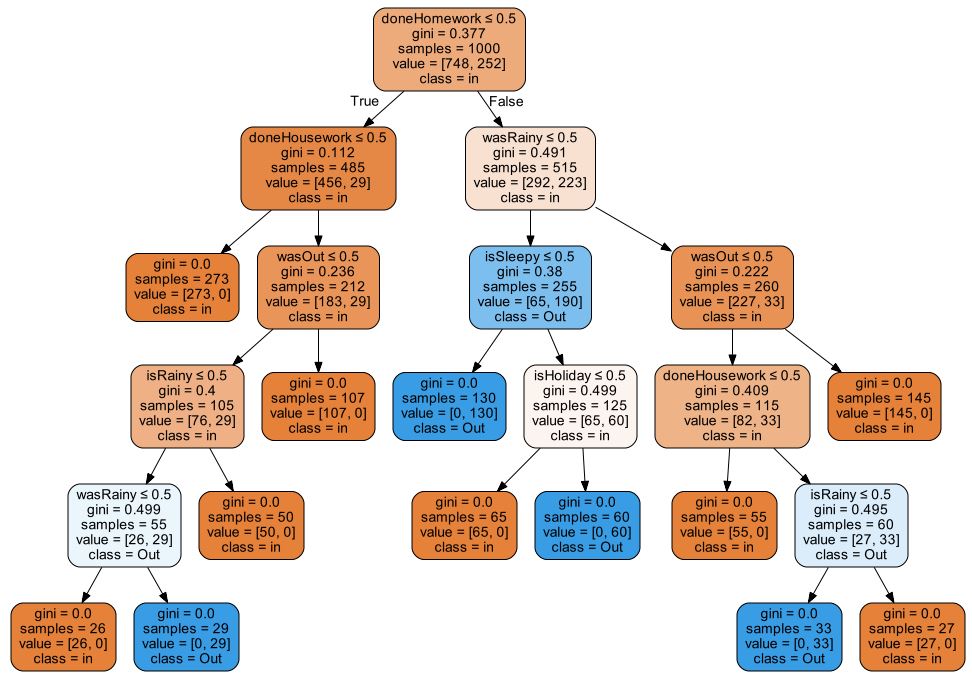 doneHomework ≤ 0.5
gini = 0.377
samples = 1000
value = [748, 252]
class = in
True
False
doneHousework ≤ 0.5
gini = 0.112
samples = 485
value = [456, 29]
class = in
wasRainy ≤ 0.5
gini = 0.491
samples = 515
value = [292, 223]
class = in
gini = 0.0
samples = 273
value = [273, 0]
class = in
wasOut ≤ 0.5
gini = 0.236
samples = 212
value = [183, 29]
class = in
isSleepy ≤ 0.5
gini = 0.38
samples = 255
value = [65, 190]
class = Out
wasOut ≤ 0.5
gini = 0.222
samples = 260
value = [227, 33]
class = in
isRainy ≤ 0.5
gini = 0.4
samples = 105
value = [76, 29]
class = in
gini = 0.0
samples = 107
value = [107, 0]
class = in
gini = 0.0
samples = 130
value = [0, 130]
class = Out
isHoliday ≤ 0.5
gini = 0.499
samples = 125
value = [65, 60]
class = in
doneHousework ≤ 0.5
gini = 0.409
samples = 115
value = [82, 33]
class = in
gini = 0.0
samples = 145
value = [145, 0]
class = in
wasRainy ≤ 0.5
gini = 0.499
samples = 55
value = [26, 29]
class = Out
gini = 0.0
samples = 50
value = [50, 0]
class = in
gini = 0.0
samples = 65
value = [65, 0]
class = in
gini = 0.0
samples = 60
value = [0, 60]
class = Out
gini = 0.0
samples = 55
value = [55, 0]
class = in
isRainy ≤ 0.5
gini = 0.495
samples = 60
value = [27, 33]
class = Out
gini = 0.0
samples = 26
value = [26, 0]
class = in
gini = 0.0
samples = 29
value = [0, 29]
class = Out
gini = 0.0
samples = 33
value = [0, 33]
class = Out
gini = 0.0
samples = 27
value = [27, 0]
class = in